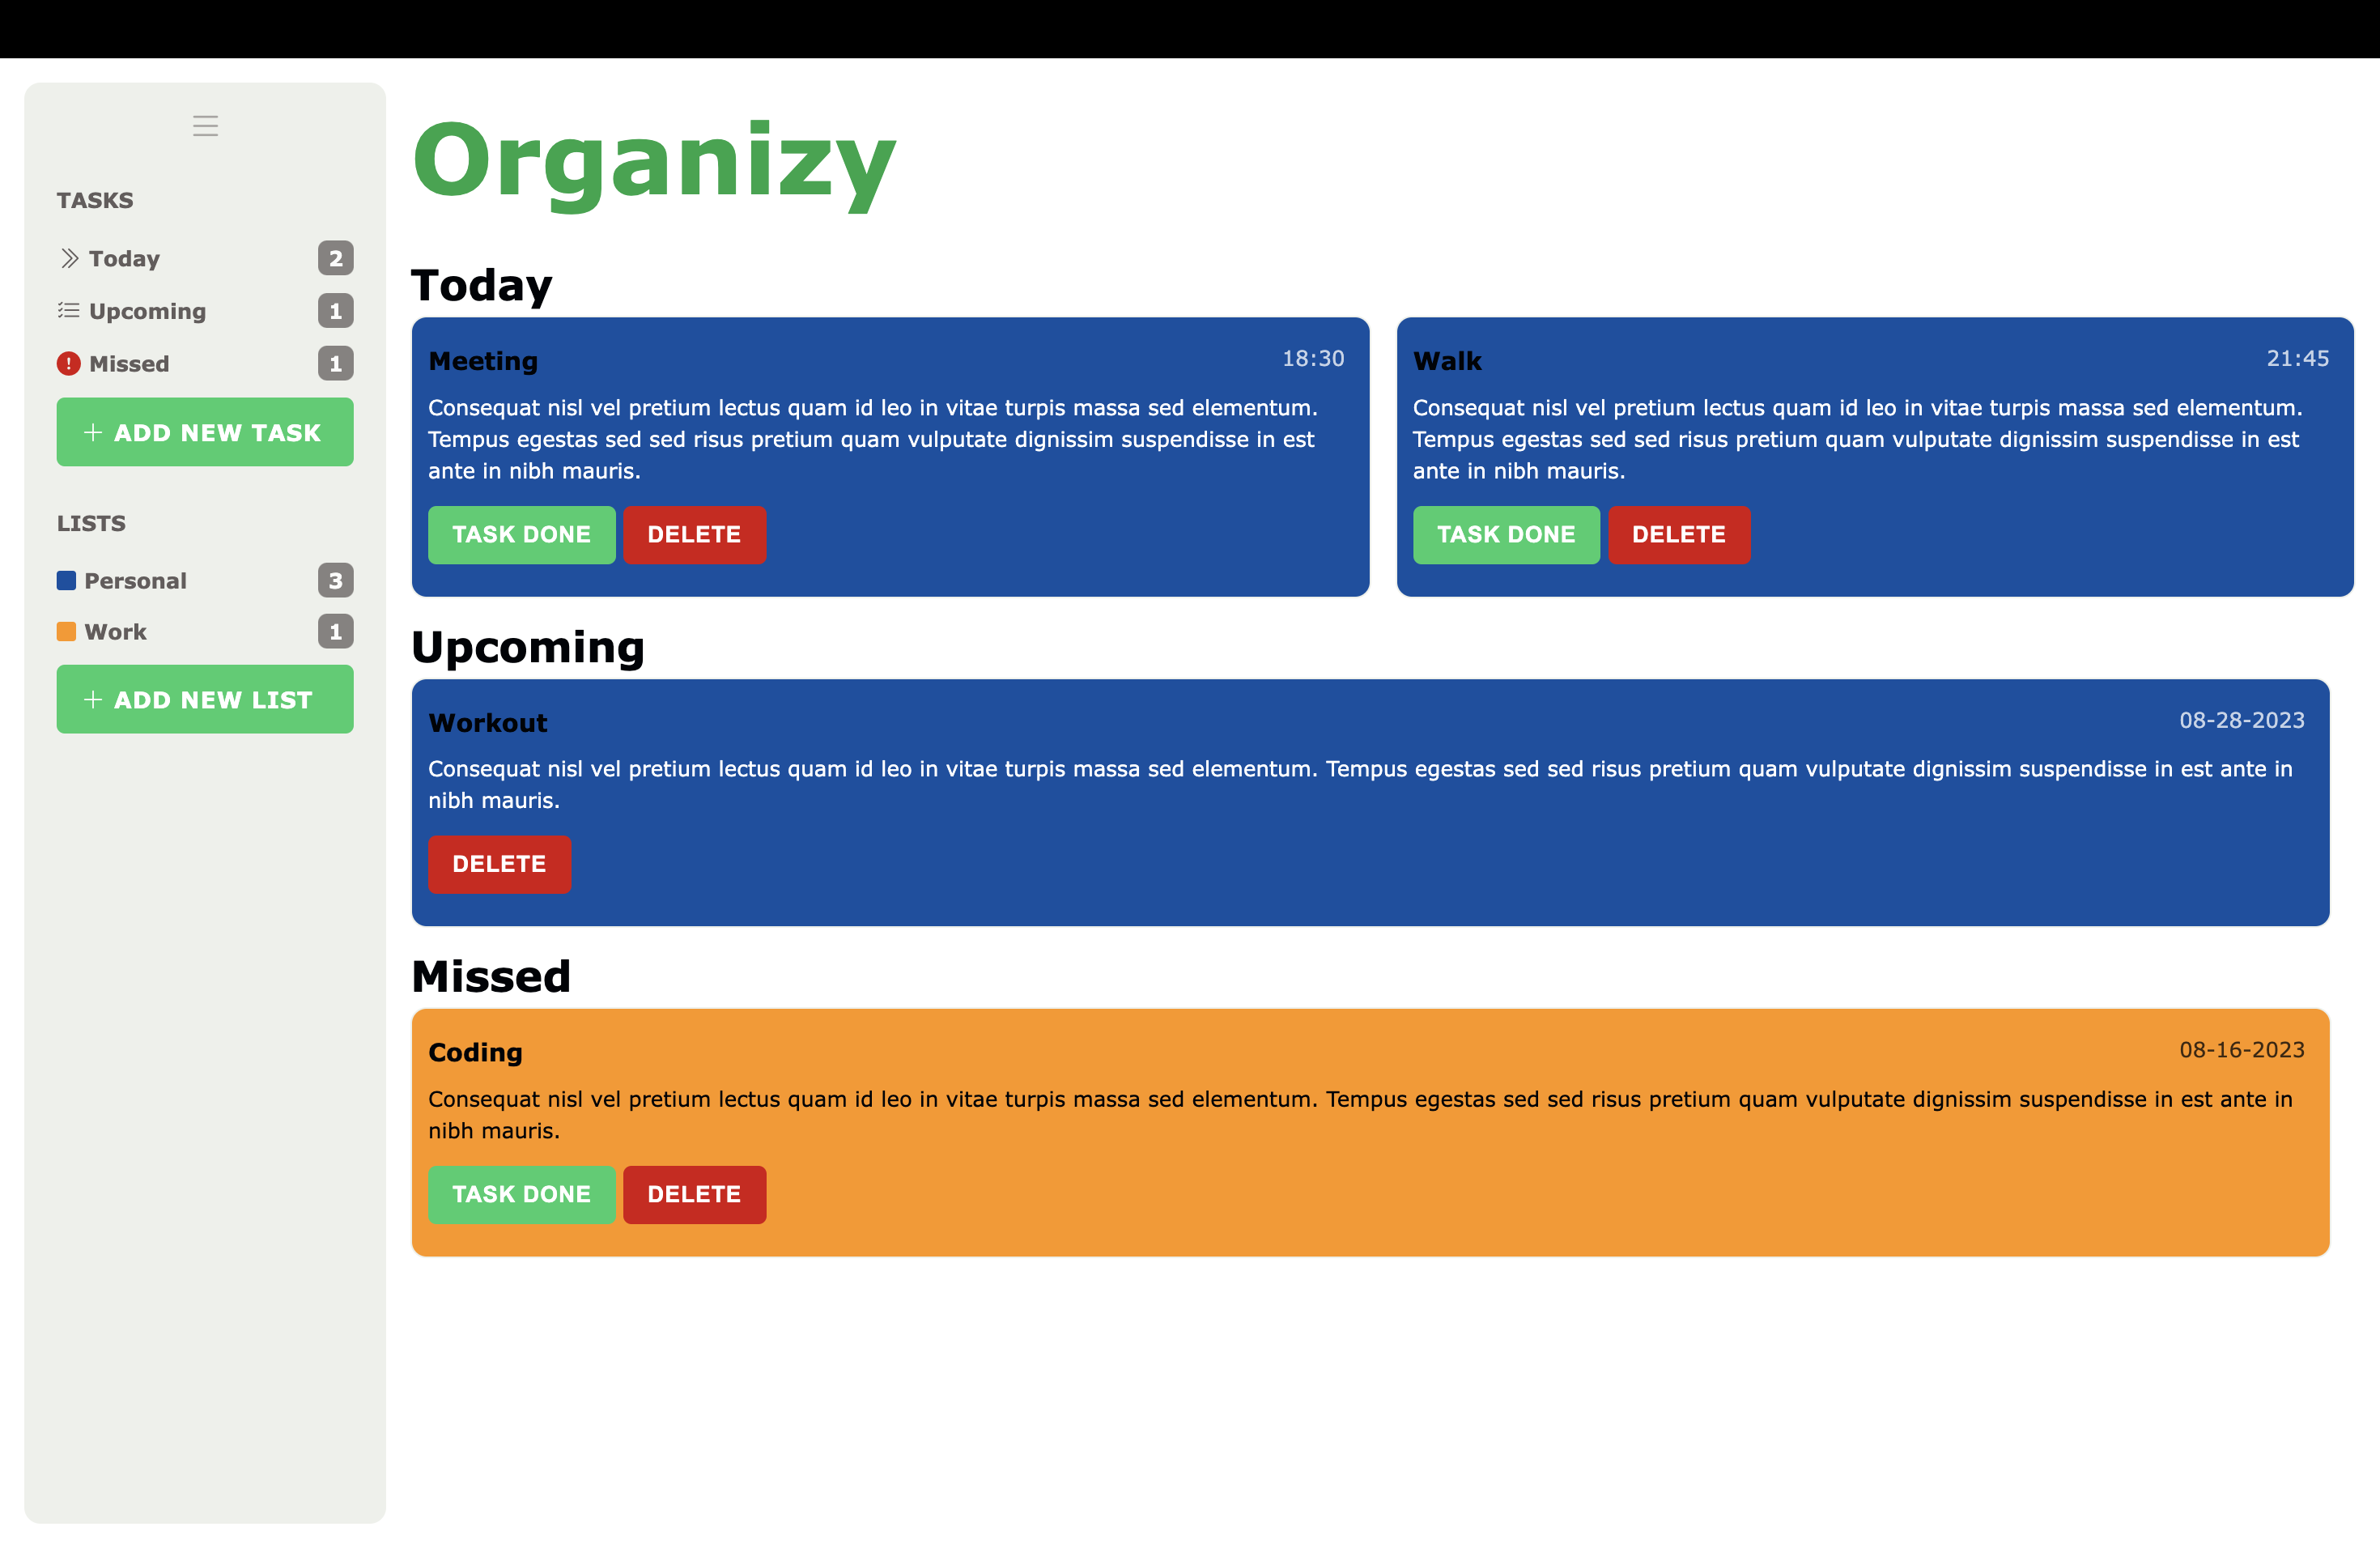 TASKS
Today 2
Upcoming 1
! Missed 1
+ ADD NEW TASK
LISTS
Personal 3
Work 1
+ ADD NEW LIST
Organizy
Today
Meeting 18:30
Consequat nisl vel pretium lectus quam id leo in vitae turpis massa sed elementum.
Tempus egestas sed sed risus pretium quam vulputate dignissim suspendisse in est
ante in nibh mauris.
TASK DONE DELETE
Walk 21:45
Consequat nisl vel pretium lectus quam id leo in vitae turpis massa sed elementum.
Tempus egestas sed sed risus pretium quam vulputate dignissim suspendisse in est
ante in nibh mauris.
TASK DONE DELETE
Upcoming
Workout 08-28-2023
Consequat nisl vel pretium lectus quam id leo in vitae turpis massa sed elementum. Tempus egestas sed sed risus pretium quam vulputate dignissim suspendisse in est ante in
nibh mauris.
DELETE
Missed
Coding 08-16-2023
Consequat nisl vel pretium lectus quam id leo in vitae turpis massa sed elementum. Tempus egestas sed sed risus pretium quam vulputate dignissim suspendisse in est ante in
nibh mauris.
TASK DONE DELETE